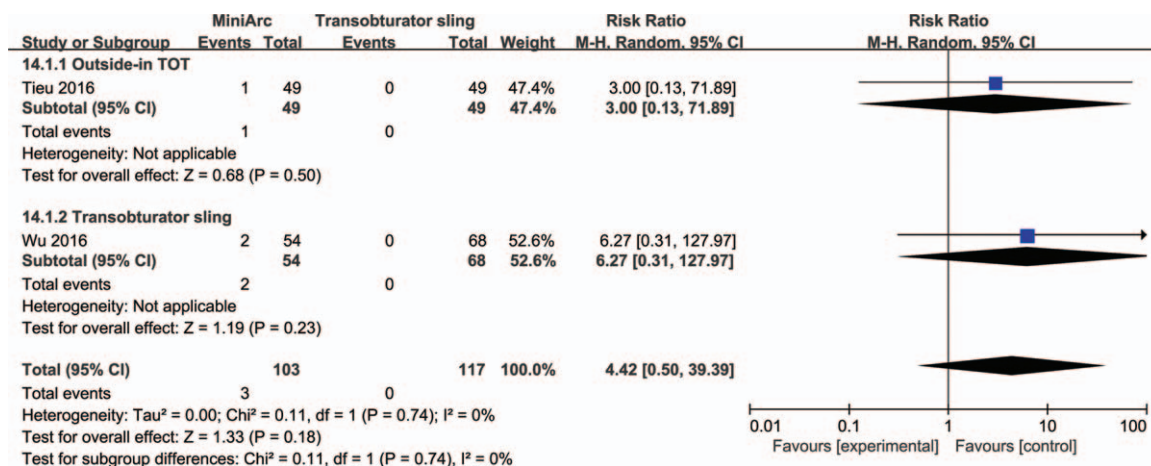 MiniArc Transobturator sling Risk Ratio Risk Ratio
Study or Subgroup Events Total Events Total Weight M-H. Random. 95% CI M-H. Random. 95% CI
14.1.1 Outside-in TOT
Tieu 2016 1 49 0 49 47.4% 3.00 [0.13, 71.89]
Subtotal (95% CI) 49 49 47.4% 3.00 [0.13, 71.89]
Total events 1 0
Heterogeneity: Not applicable
Test for overall effect: Z = 0.68 (P = 0.50)
14.1.2 Transobturator sling
Wu 2016 2 54 0 68 52.6% 6.27 [0.31, 127.97]
Subtotal (95% CI) 54 68 52.6% 6.27 [0.31, 127.97]
Total events 2 0
Heterogeneity: Not applicable
Test for overall effect: Z = 1.19 (P = 0.23)
Total (95% CI) 103 117 100.0% 4.42 [0.50, 39.39]
Total events 3 0
Heterogeneity: Tau² = 0.00; Chi² = 0.11, df = 1 (P = 0.74); I² = 0%
Test for overall effect: Z = 1.33 (P = 0.18)
Test for subgroup differences: Chi² = 0.11, df = 1 (P = 0.74), I² = 0%
0.01 0.1 1 10 100
Favours [experimental] Favours [control]